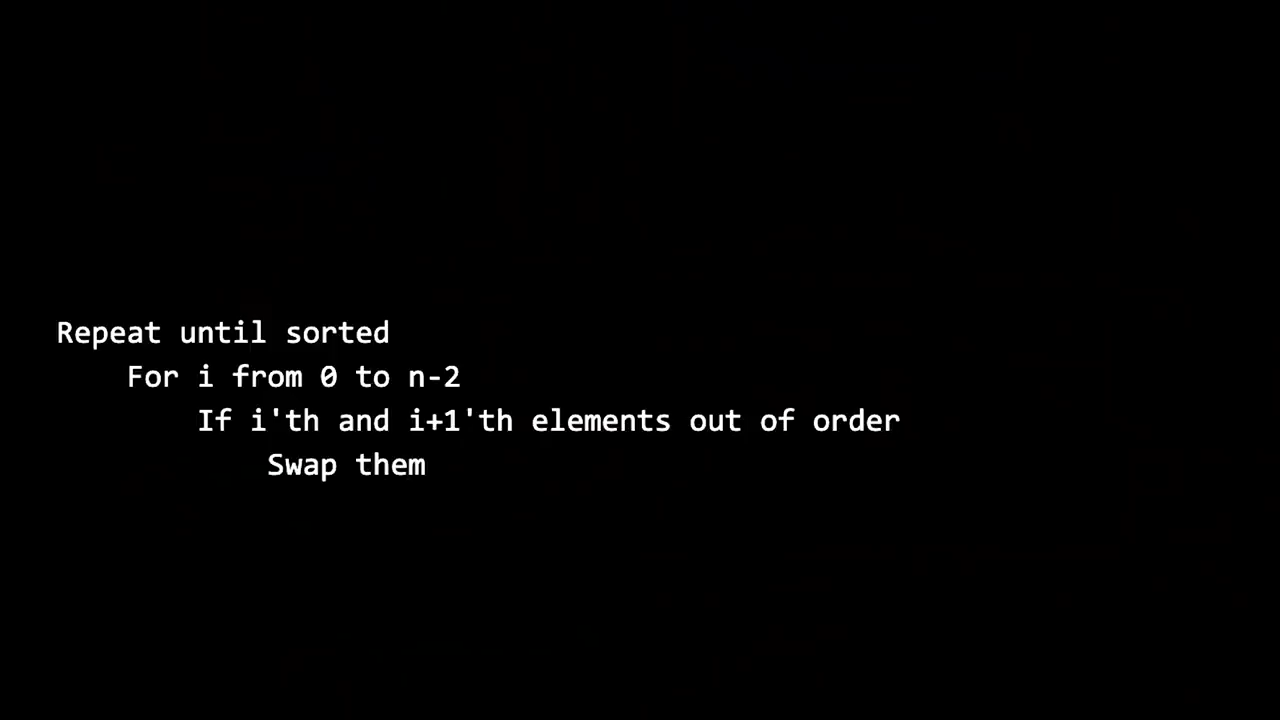 Repeat until sorted
For i from 0 to n-2
If i'th and i+1'th elements out of order
Swap them